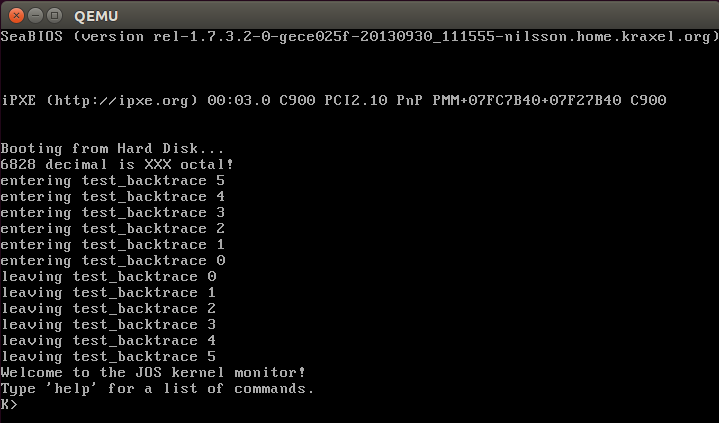 QEMU
SeaBIOS (version rel-1.7.3.2-0-gece025f-20130930_111555-nilsson.home.kraxel.org)
iPXE (http://ipxe.org) 00:03.0 C900 PCI2.10 PnP PMM+07FC7B40+07F27B40 C900
Booting from Hard Disk...
6828 decimal is XXX octal!
entering test_backtrace 5
entering test_backtrace 4
entering test_backtrace 3
entering test_backtrace 2
entering test_backtrace 1
entering test_backtrace 0
leaving test_backtrace 0
leaving test_backtrace 1
leaving test_backtrace 2
leaving test_backtrace 3
leaving test_backtrace 4
leaving test_backtrace 5
Welcome to the JOS kernel monitor!
Type 'help' for a list of commands.
K>